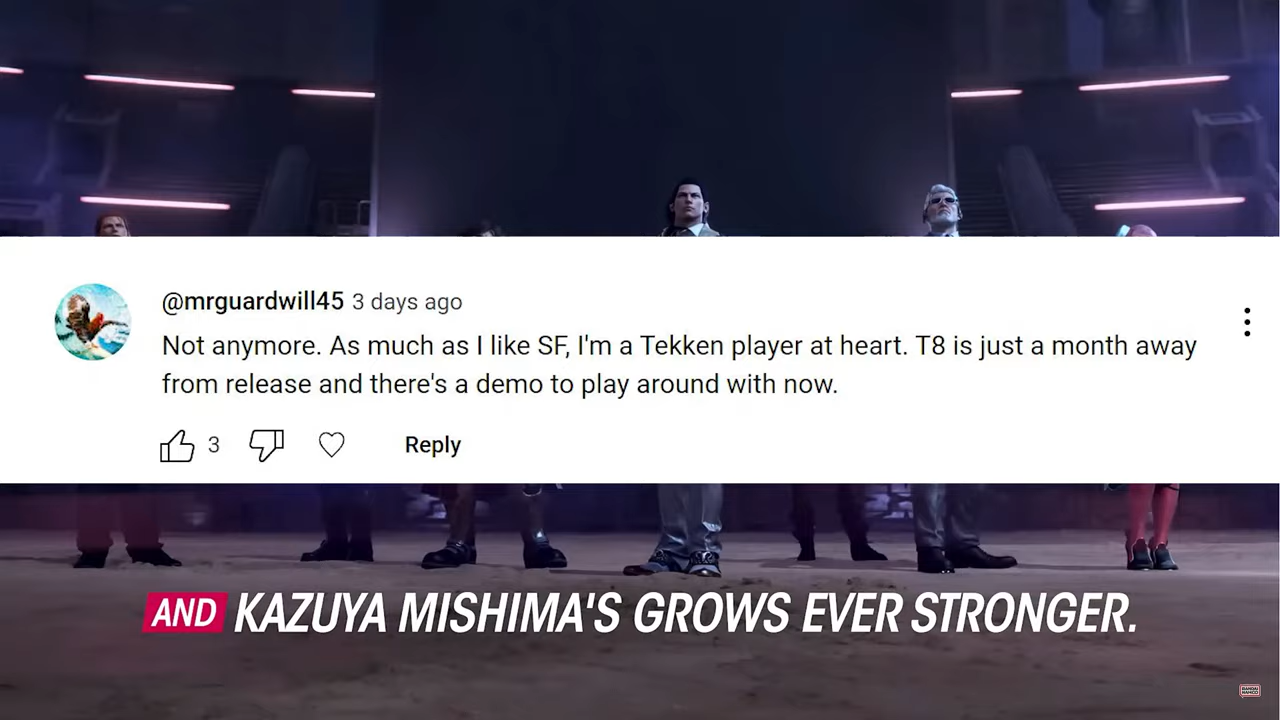 @mrguardwill45 3 days ago
Not anymore. As much as I like SF, I'm a Tekken player at heart. T8 is just a month away
from release and there's a demo to play around with now.
3 Reply
AND KAZUYA MISHIMA'S GROWS EVER STRONGER.
BANDAI
NAMCO